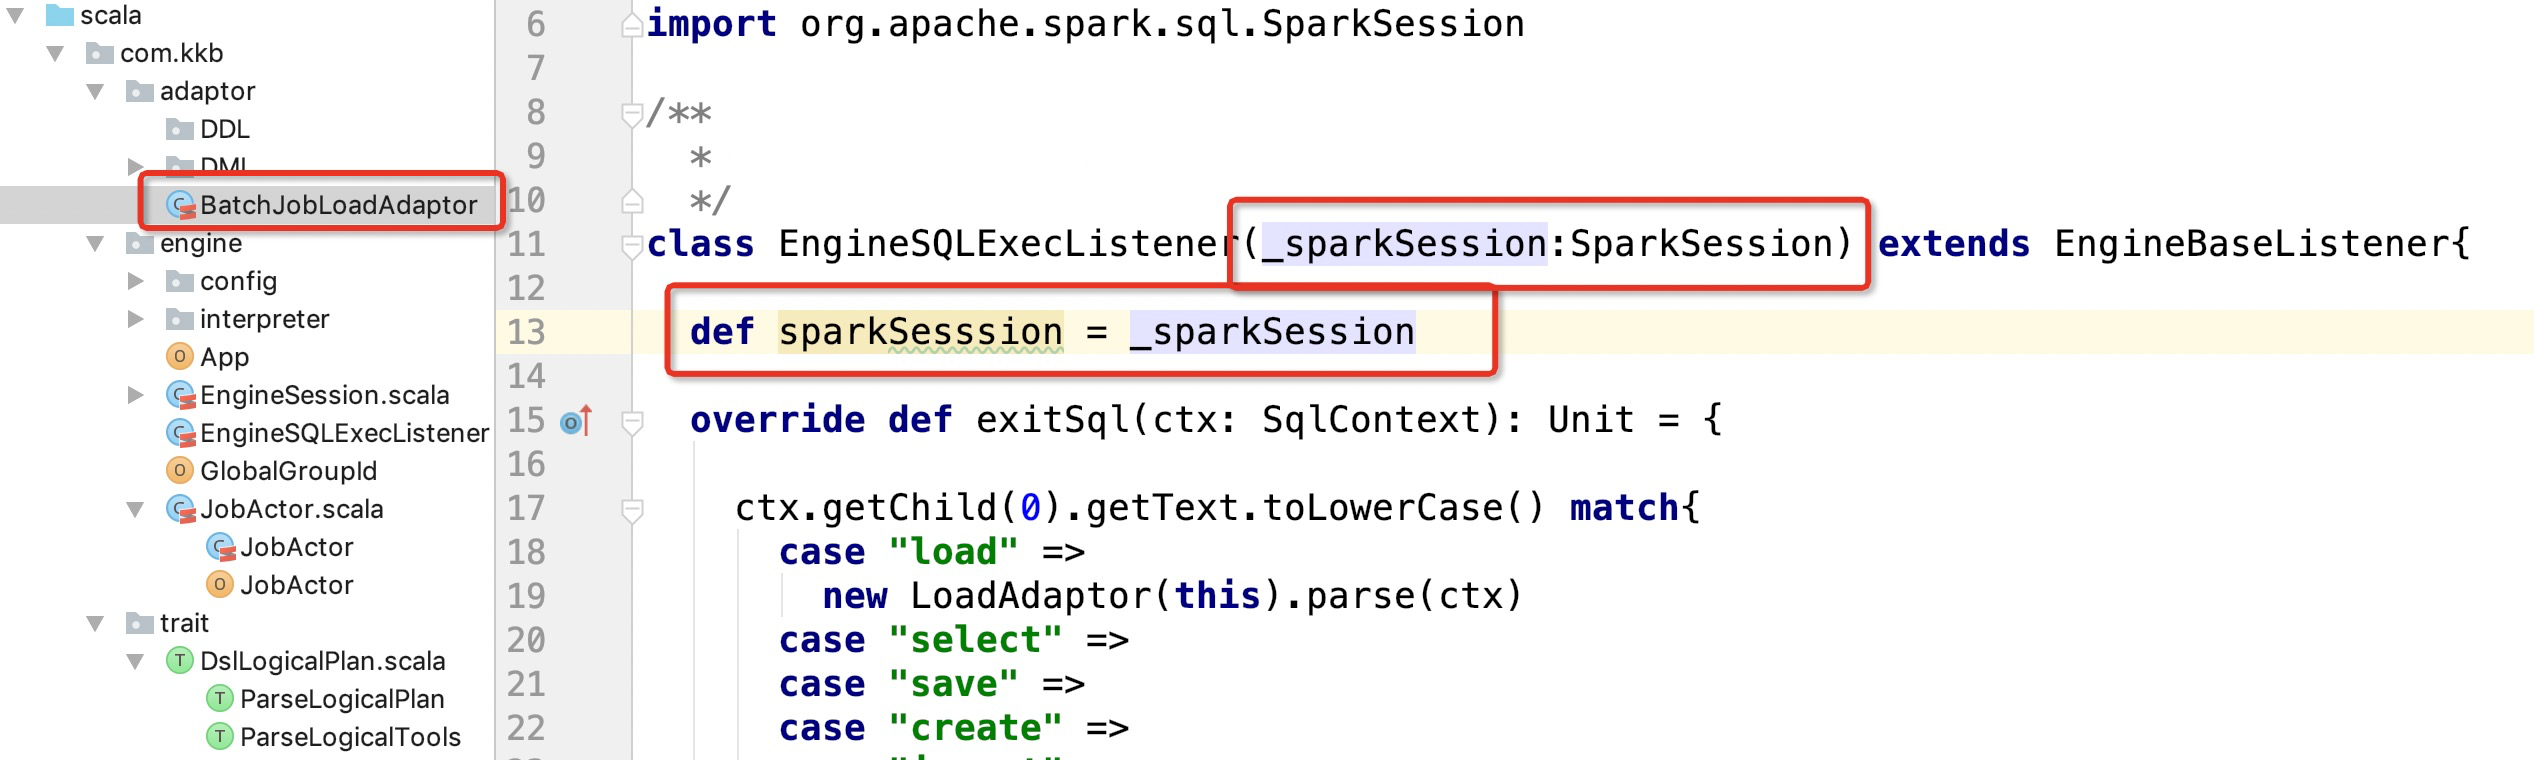 scala
com.kkb
adaptor
DDL
DML
BatchJobLoadAdaptor
engine
config
interpreter
App
EngineSession.scala
EngineSQLExecListener
GlobalGroupId
JobActor.scala
JobActor
JobActor
trait
DslLogicalPlan.scala
ParseLogicalPlan
ParseLogicalTools
6 import org.apache.spark.sql.SparkSession
7
8 /**
9 *
10 */
11 class EngineSQLExecListener(_sparkSession:SparkSession) extends EngineBaseListener{
12
13 def sparkSesssion = _sparkSession
14
15 override def exitSql(ctx: SqlContext): Unit = {
16
17 ctx.getChild(0).getText.toLowerCase() match{
18 case "load" =>
19 new LoadAdaptor(this).parse(ctx)
20 case "select" =>
21 case "save" =>
22 case "create" =>